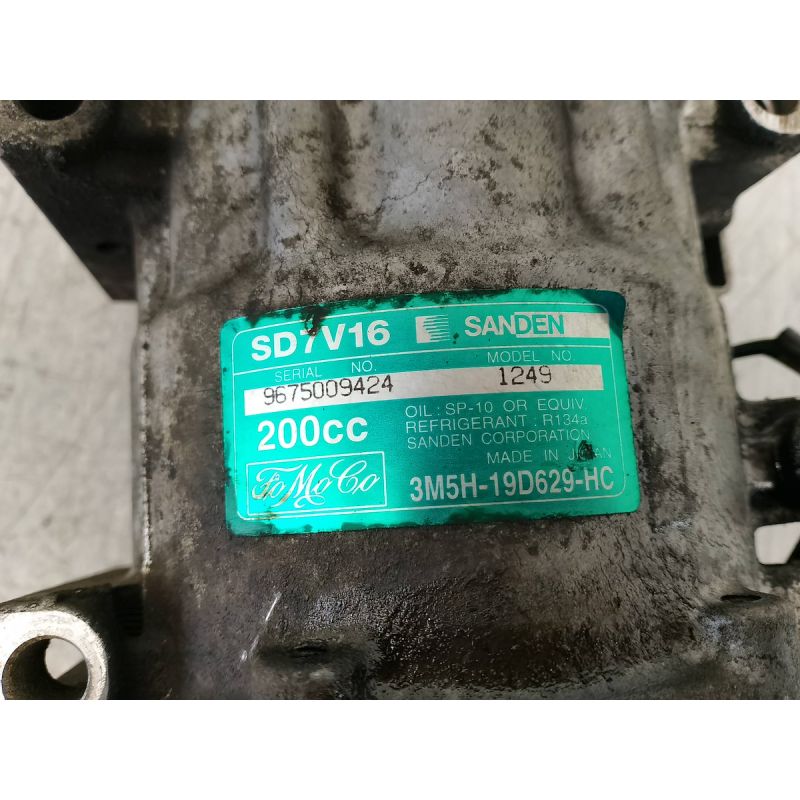 SD7V16 SANDEN
SERIAL NO. MODEL NO.
9675009424 1249
200cc
OIL : SP-10 OR EQUIV.
REFRIGERANT : R134a
SANDEN CORPORATION
MADE IN JAPAN
FoMoCo 3M5H-19D629-HC